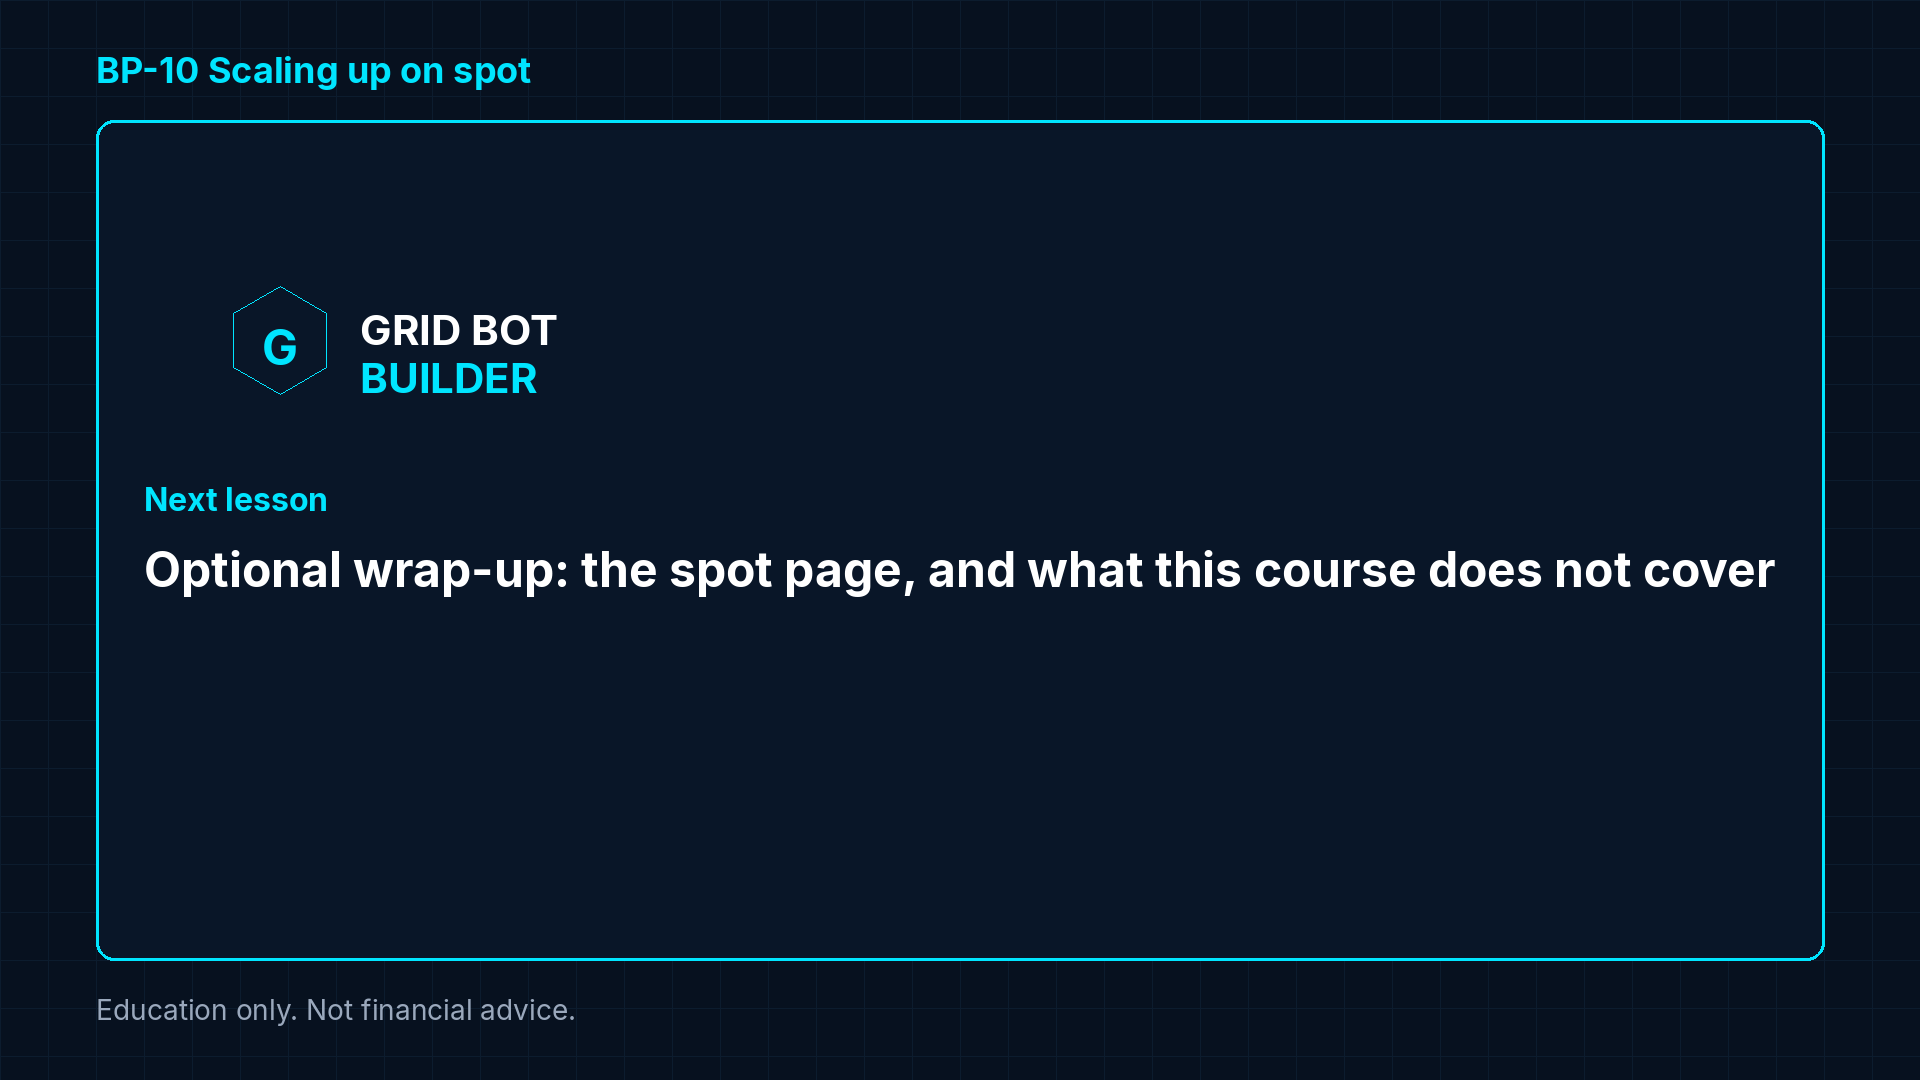 BP-10 Scaling up on spot
G
GRID BOT
BUILDER
Next lesson
Optional wrap-up: the spot page, and what this course does not cover
Education only. Not financial advice.